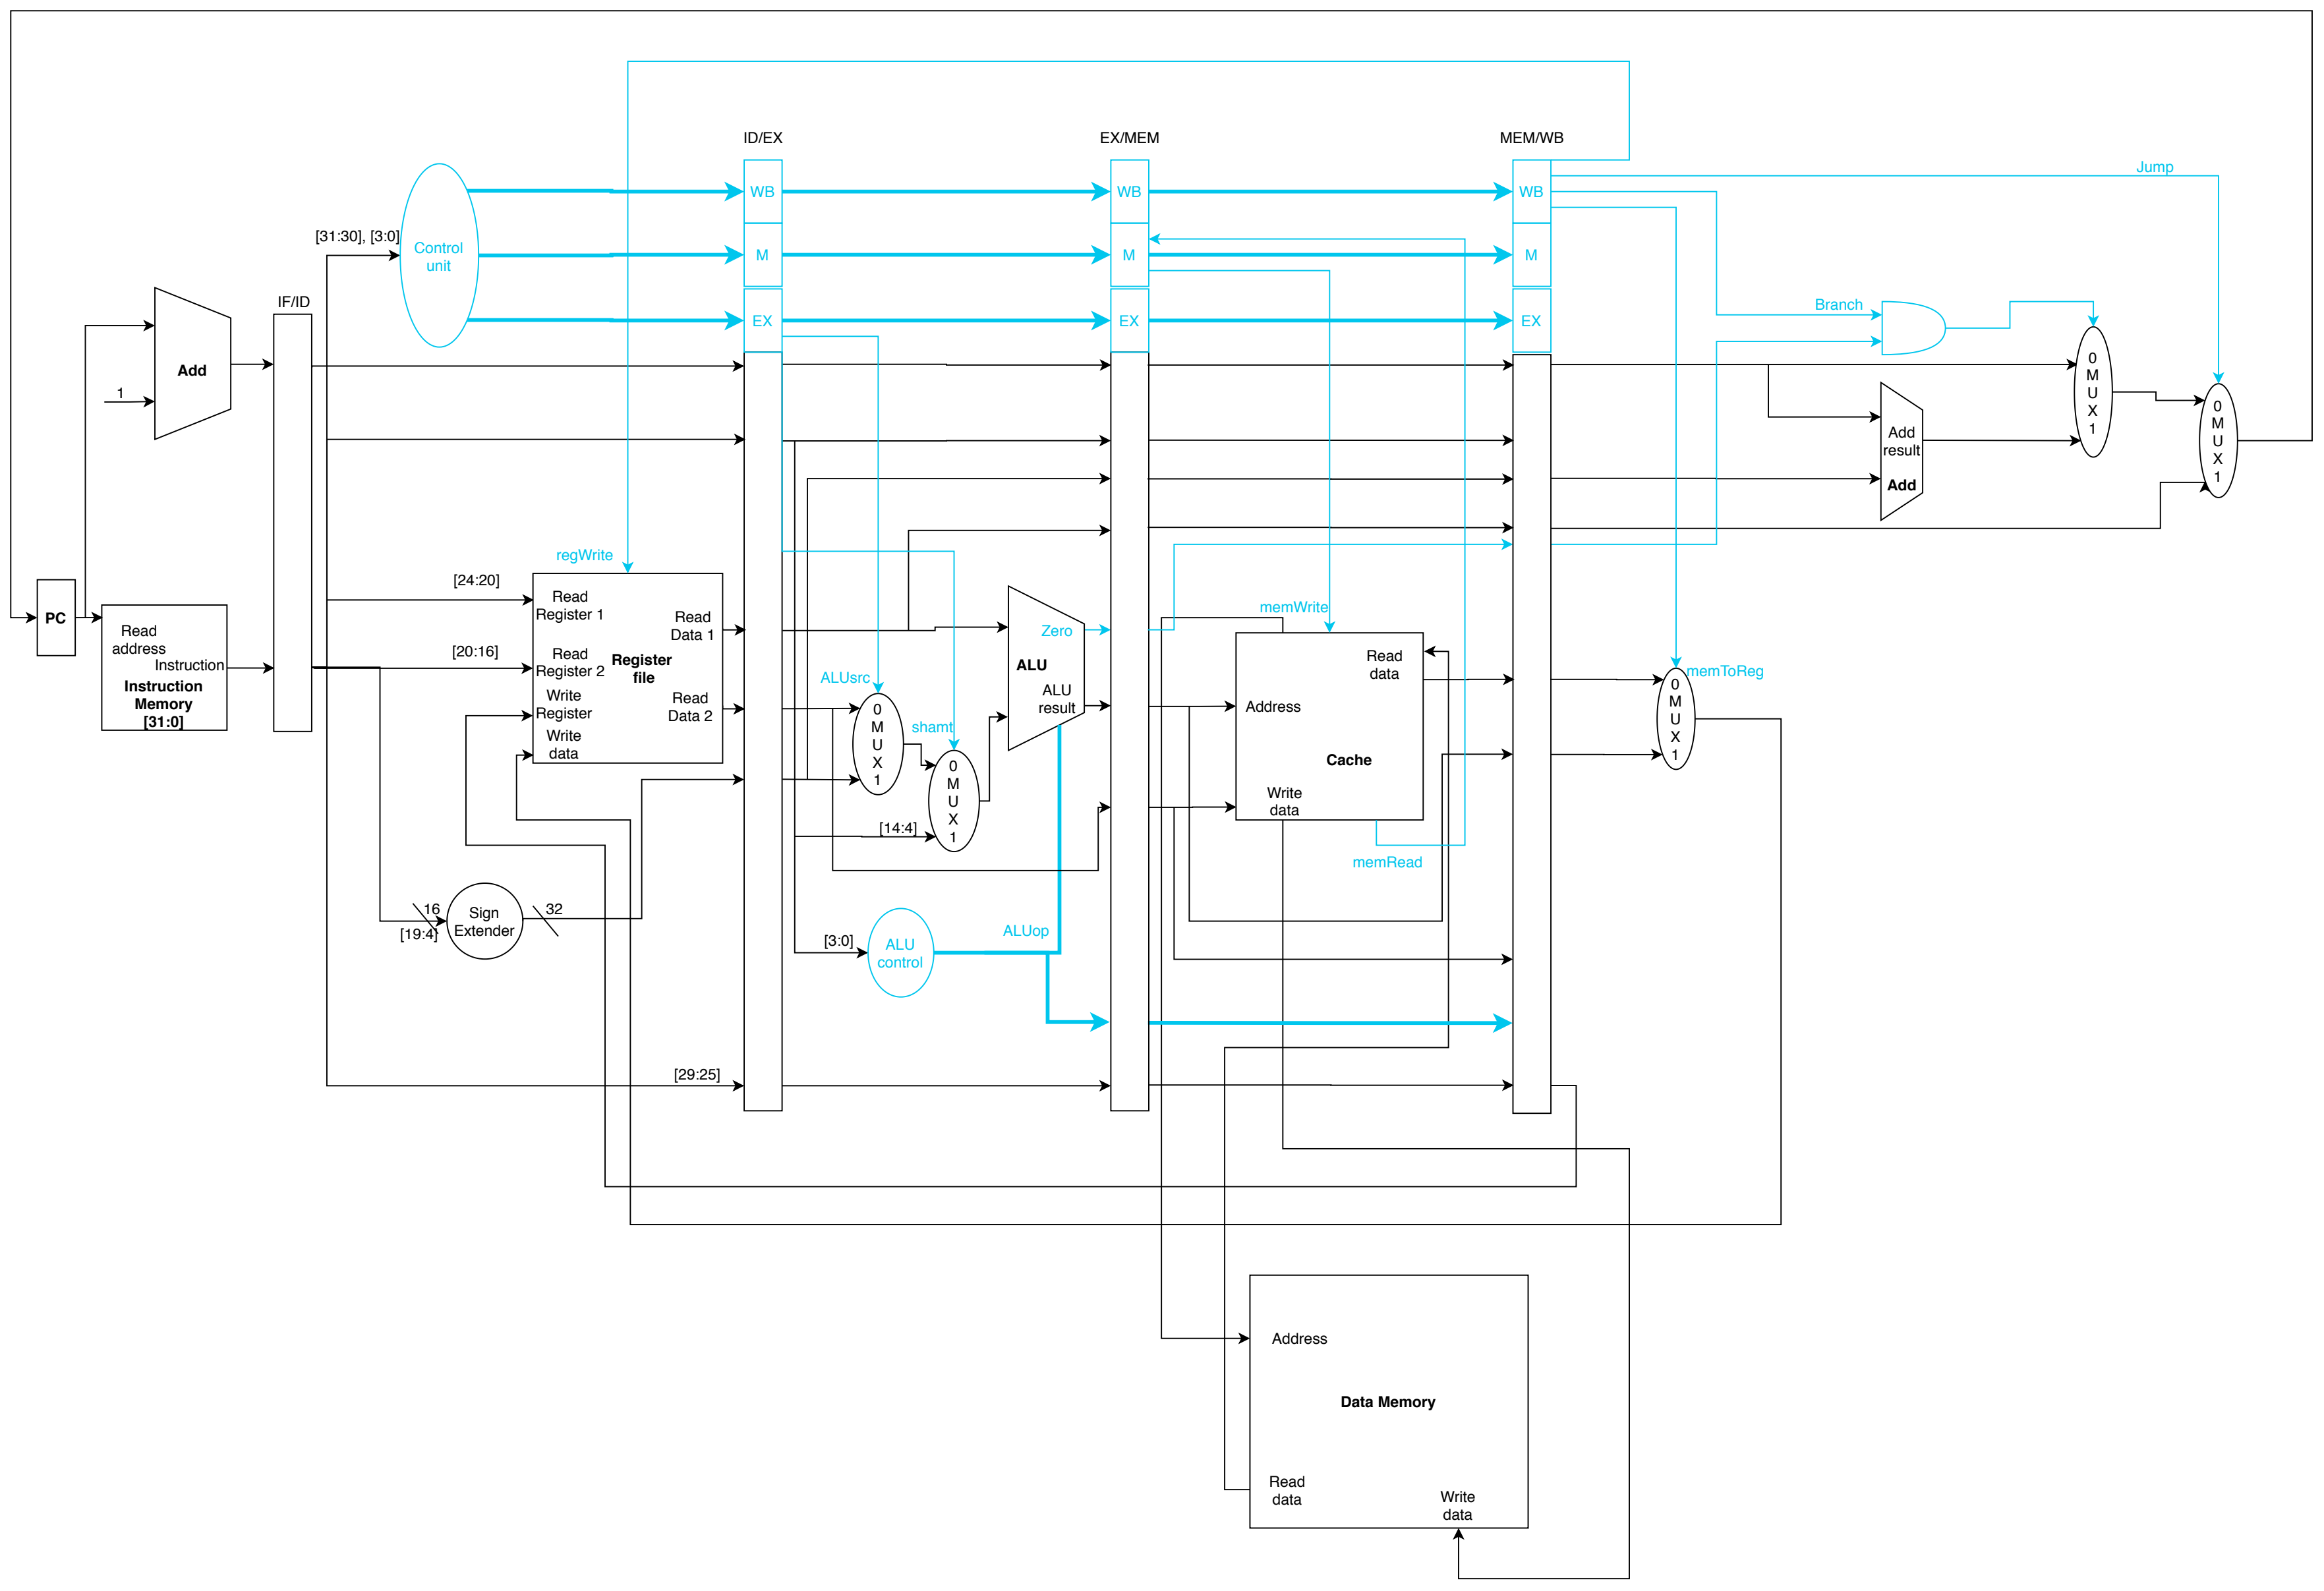 ID/EX
EX/MEM
MEM/WB
Jump
WB
WB
WB
[31:30], [3:0]
Control
unit
M
M
M
IF/ID
Branch
EX
EX
EX
Add
1
0
M
U
X
1
0
M
U
X
1
Add
result
Add
regWrite
[24:20]
Read
Register 1
Read
Data 1
PC
Read
address
Instruction
Instruction
Memory
[31:0]
[20:16]
Read
Register 2
Register
file
Write
Register
Read
Data 2
Write
data
Zero
ALU
ALU
result
ALUsrc
0
M
U
X
1
shamt
0
M
U
X
1
[14:4]
memWrite
Read
data
Address
Cache
Write
data
memRead
memToReg
0
M
U
X
1
16
[19:4]
Sign
Extender
32
[3:0]
ALU
control
ALUop
[29:25]
Address
Data Memory
Read
data
Write
data